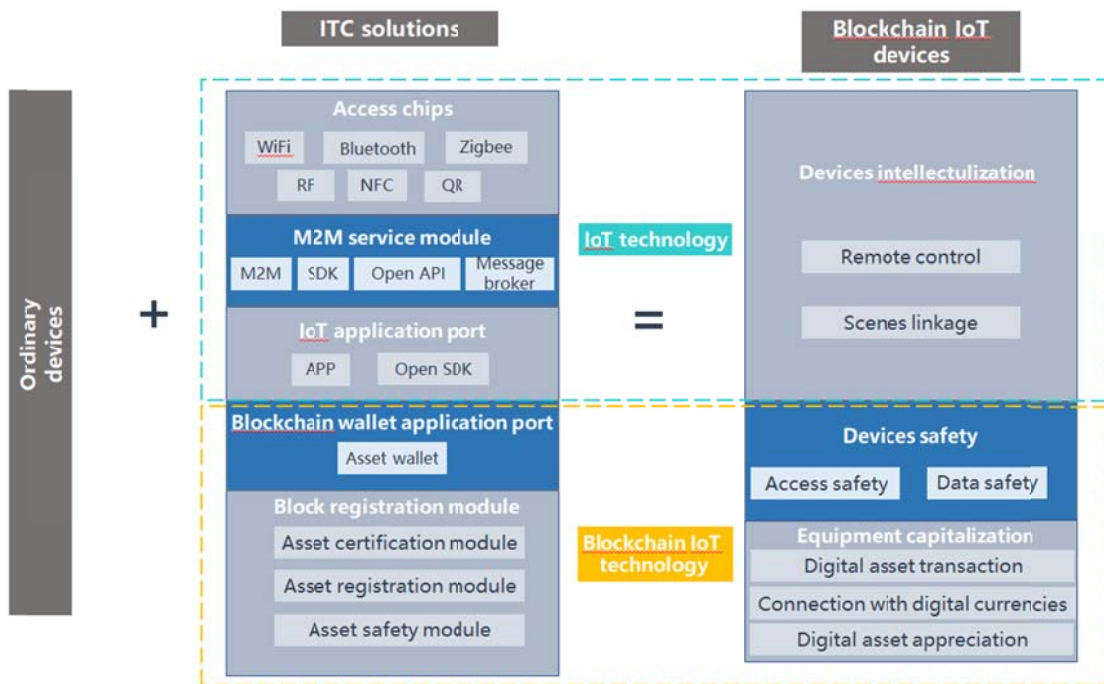 ITC solutions
Blockchain IoT
devices
Ordinary
devices
+
Access chips
WiFi
Bluetooth
Zigbee
RF
NFC
QR
M2M service module
M2M
SDK
Open API
Message
broker
IoT application port
APP
Open SDK
Blockchain wallet application port
Asset wallet
Block registration module
Asset certification module
Asset registration module
Asset safety module
IoT technology
=
Blockchain IoT
technology
Devices intellectulization
Remote control
Scenes linkage
Devices safety
Access safety
Data safety
Equipment capitalization
Digital asset transaction
Connection with digital currencies
Digital asset appreciation